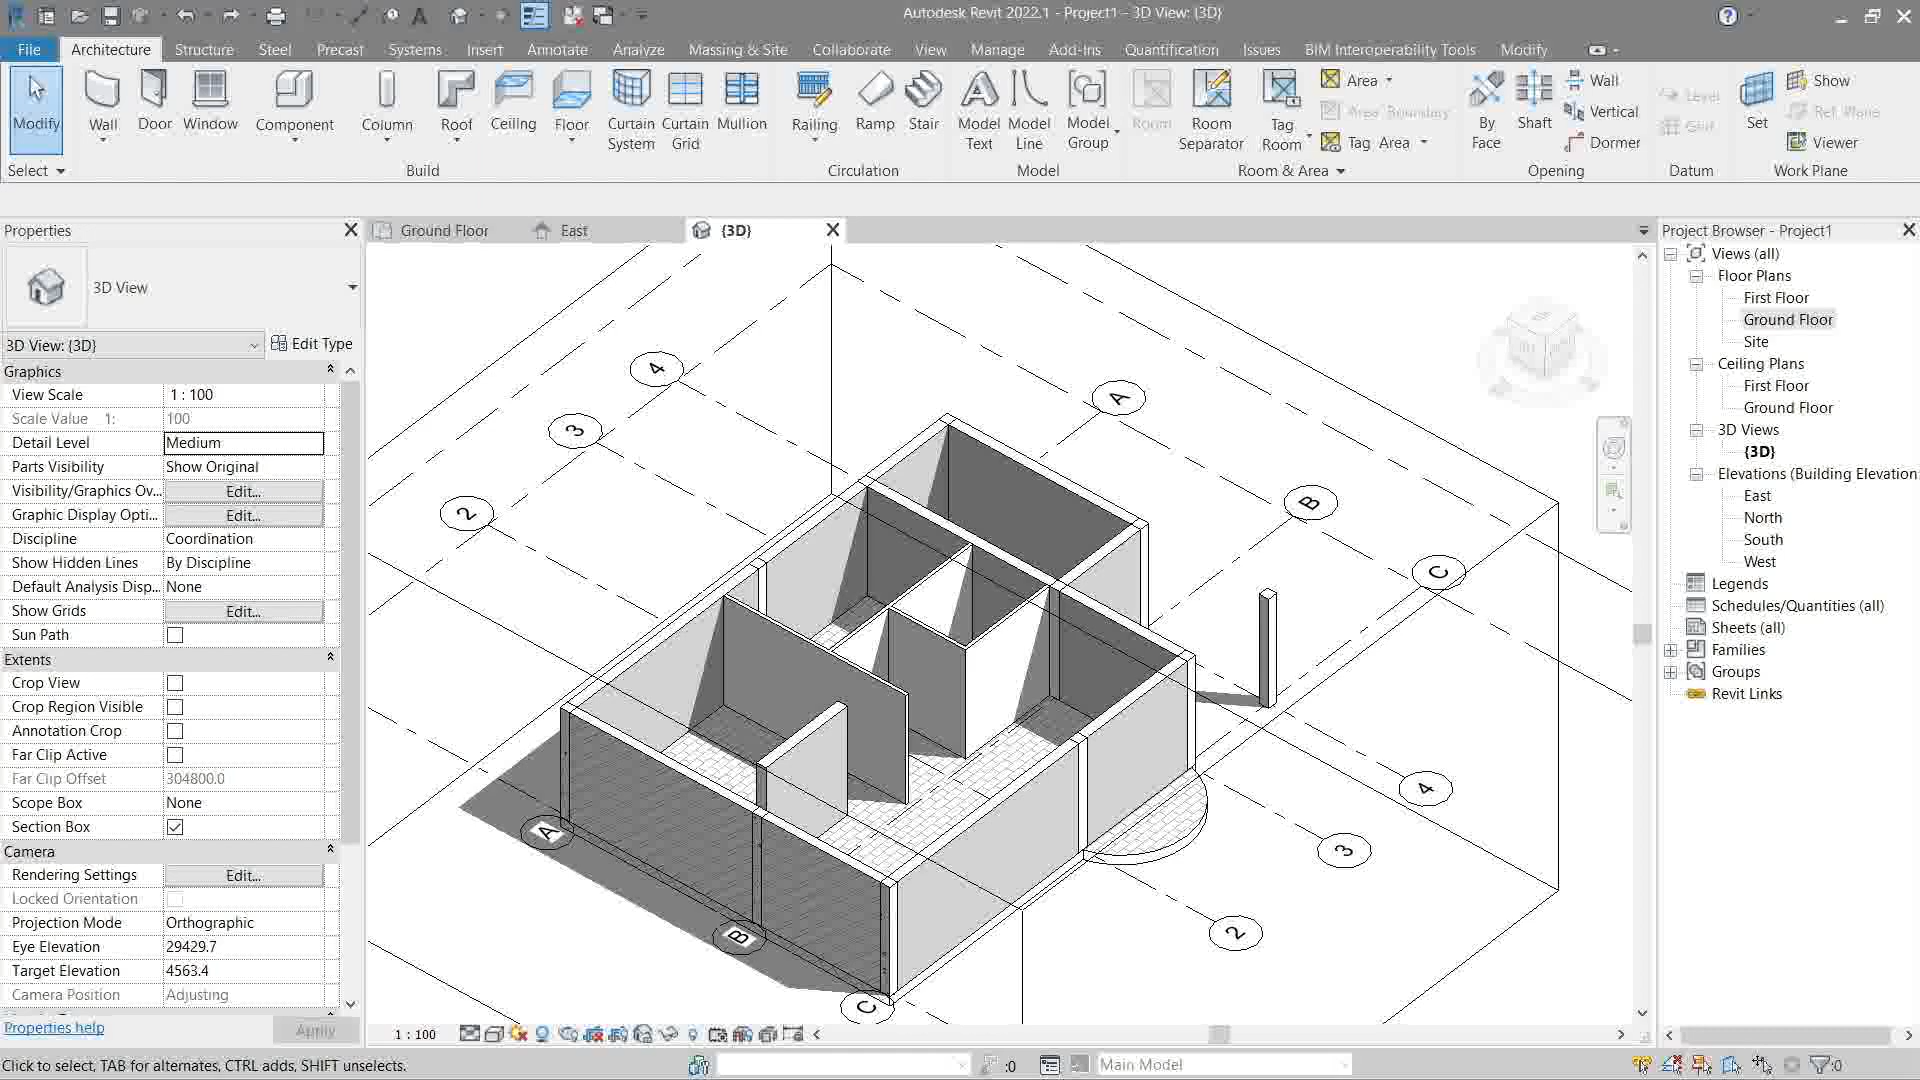 Autodesk Revit 2022.1 - Project1 - 3D View: {3D}
File Architecture Structure Steel Precast Systems Insert Annotate Analyze Massing & Site Collaborate View Manage Add-Ins Quantification Issues BIM Interoperability Tools Modify
Modify Wall Door Window Component Column Roof Ceiling Floor Curtain System Curtain Grid Mullion Railing Ramp Stair Model Text Model Line Model Group Room Room Separator Tag Room Area Area Boundary Tag Area By Face Shaft Wall Vertical Dormer Level Grid Set Show Ref Plane Viewer
Select Build Circulation Model Room & Area Opening Datum Work Plane
Properties
3D View
3D View: {3D} Edit Type
Graphics
View Scale 1 : 100
Scale Value 1: 100
Detail Level Medium
Parts Visibility Show Original
Visibility/Graphics Ov... Edit...
Graphic Display Opti... Edit...
Discipline Coordination
Show Hidden Lines By Discipline
Default Analysis Disp... None
Show Grids Edit...
Sun Path
Extents
Crop View
Crop Region Visible
Annotation Crop
Far Clip Active
Far Clip Offset 304800.0
Scope Box None
Section Box
Camera
Rendering Settings Edit...
Locked Orientation
Projection Mode Orthographic
Eye Elevation 29429.7
Target Elevation 4563.4
Camera Position Adjusting
Properties help Apply
Ground Floor East {3D}
4
A
3
B
2
C
4
A
3
B
2
C
1 : 100
Project Browser - Project1
Views (all)
Floor Plans
First Floor
Ground Floor
Site
Ceiling Plans
First Floor
Ground Floor
3D Views
{3D}
Elevations (Building Elevation
East
North
South
West
Legends
Schedules/Quantities (all)
Sheets (all)
Families
Groups
Revit Links
Click to select, TAB for alternates, CTRL adds, SHIFT unselects. :0 Main Model :0